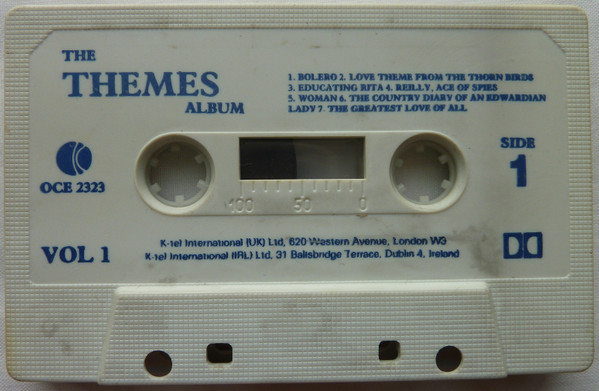 THE
THEMES
ALBUM
1. BOLERO 2. LOVE THEME FROM THE THORN BIRDS
3. EDUCATING RITA 4. REILLY, ACE OF SPIES
5. WOMAN 6. THE COUNTRY DIARY OF AN EDWARDIAN
LADY 7. THE GREATEST LOVE OF ALL
OCE 2323
SIDE
1
100 50 0
VOL 1
K-tel International (UK) Ltd, 620 Western Avenue, London W3
K-tel International (IRL) Ltd, 31 Ballsbridge Terrace, Dublin 4, Ireland